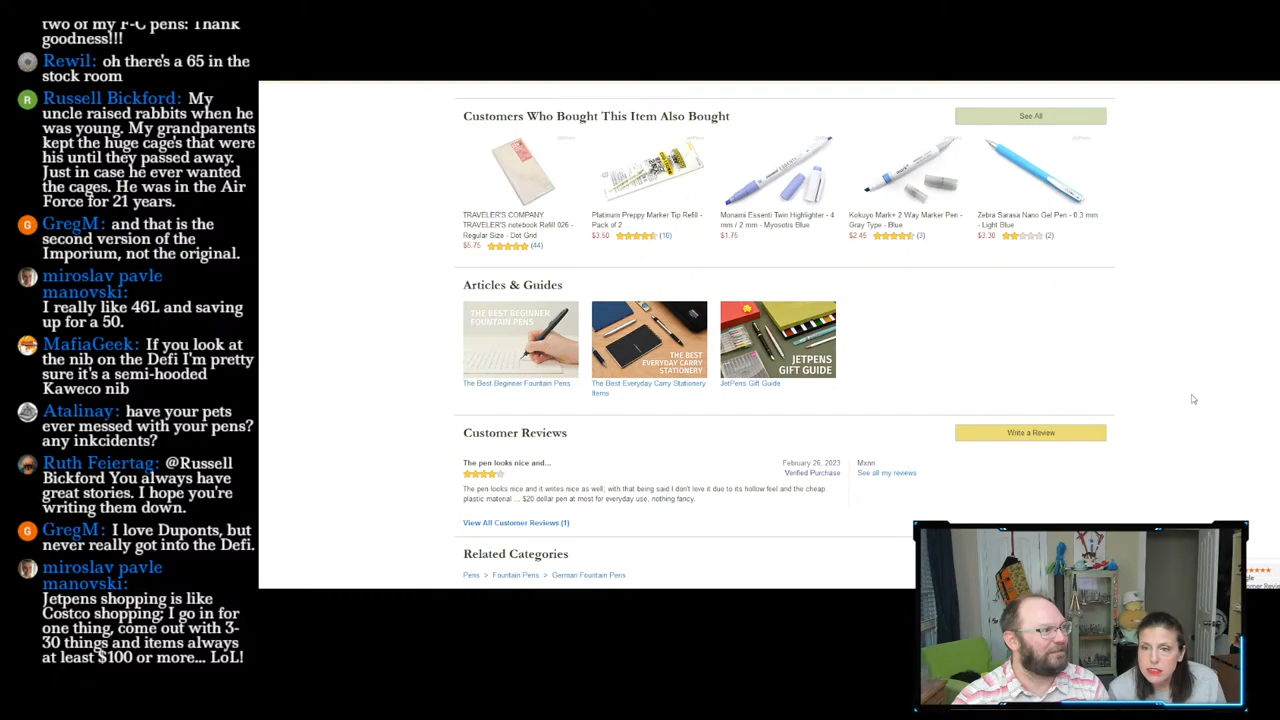 two of my F-C pens: Thank
goodness!!!
Rewil: oh there's a 65 in the
stock room
Russell Bickford: My
uncle raised rabbits when he
was young. My grandparents
kept the huge cage's that were
his until they passed away.
Just in case he ever wanted
the cages. He was in the Air
Force for 21 years.
GregM: and that is the
second version of the
Imporium, not the original.
miroslav pavle
manovski:
I really like 46L and saving
up for a 50.
MafiaGeek: If you look at
the nib on the Defi I'm pretty
sure it's a semi-hooded
Kaweco nib
Atalinay: have your pets
ever messed with your pens?
any inkcidents?
Ruth Feiertag: @Russell
Bickford You always have
great stories. I hope you're
writing them down.
GregM: I love Duponts, but
never really got into the Defi.
miroslav pavle
manovski:
Jetpens shopping is like
Costco shopping; I go in for
one thing, come out with 3-
30 things and items always
at least $100 or more... LoL!
Customers Who Bought This Item Also Bought
See All
TRAVELER'S COMPANY
TRAVELER'S notebook Refill 026 -
Regular Size - Dot Grid
$5.75 (44)
Platinum Preppy Marker Tip Refill -
Pack of 2
$3.50 (10)
Monami Essenti Twin Highlighter - 4
mm / 2 mm - Myosotis Blue
$1.75
Kokuyo Mark+ 2 Way Marker Pen -
Gray Type - Blue
$2.45 (3)
Zebra Sarasa Nano Gel Pen - 0.3 mm
- Light Blue
$3.30 (2)
Articles & Guides
THE BEST BEGINNER
FOUNTAIN PENS
THE BEST
EVERYDAY CARRY
STATIONERY
JETPENS
GIFT GUIDE
The Best Beginner Fountain Pens
The Best Everyday Carry Stationery
Items
JetPens Gift Guide
Customer Reviews
Write a Review
The pen looks nice and...
February 26, 2023
Verified Purchase
Mxnn
See all my reviews
The pen looks nice and it writes nice as well, with that being said I don't love it due to its hollow feel and the cheap
plastic material ... $20 dollar pen at most for everyday use, nothing fancy.
View All Customer Reviews (1)
Related Categories
Pens > Fountain Pens > German Fountain Pens